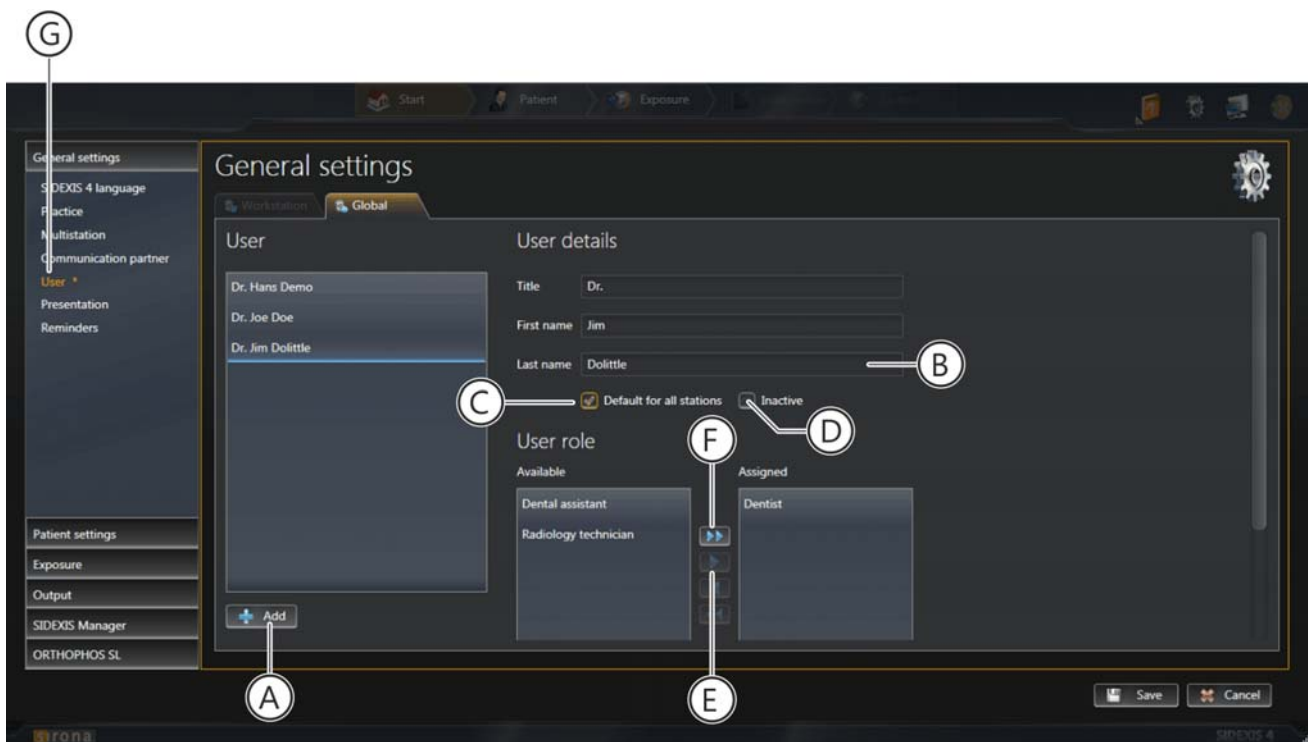 G
Start
Patient
Exposure
General settings
SIDEXIS 4 language
Practice
Multistation
Communication partner
User *
Presentation
Reminders
Patient settings
Exposure
Output
SIDEXIS Manager
ORTHOPHOS SL
General settings
Workstation
Global
User
Dr. Hans Demo
Dr. Joe Doe
Dr. Jim Dolittle
Add
A
User details
Title Dr.
First name Jim
Last name Dolittle
B
C
Default for all stations
Inactive
D
User role
F
Available
Assigned
Dental assistant
Radiology technician
Dentist
E
Save
Cancel
sirona
SIDEXIS 4